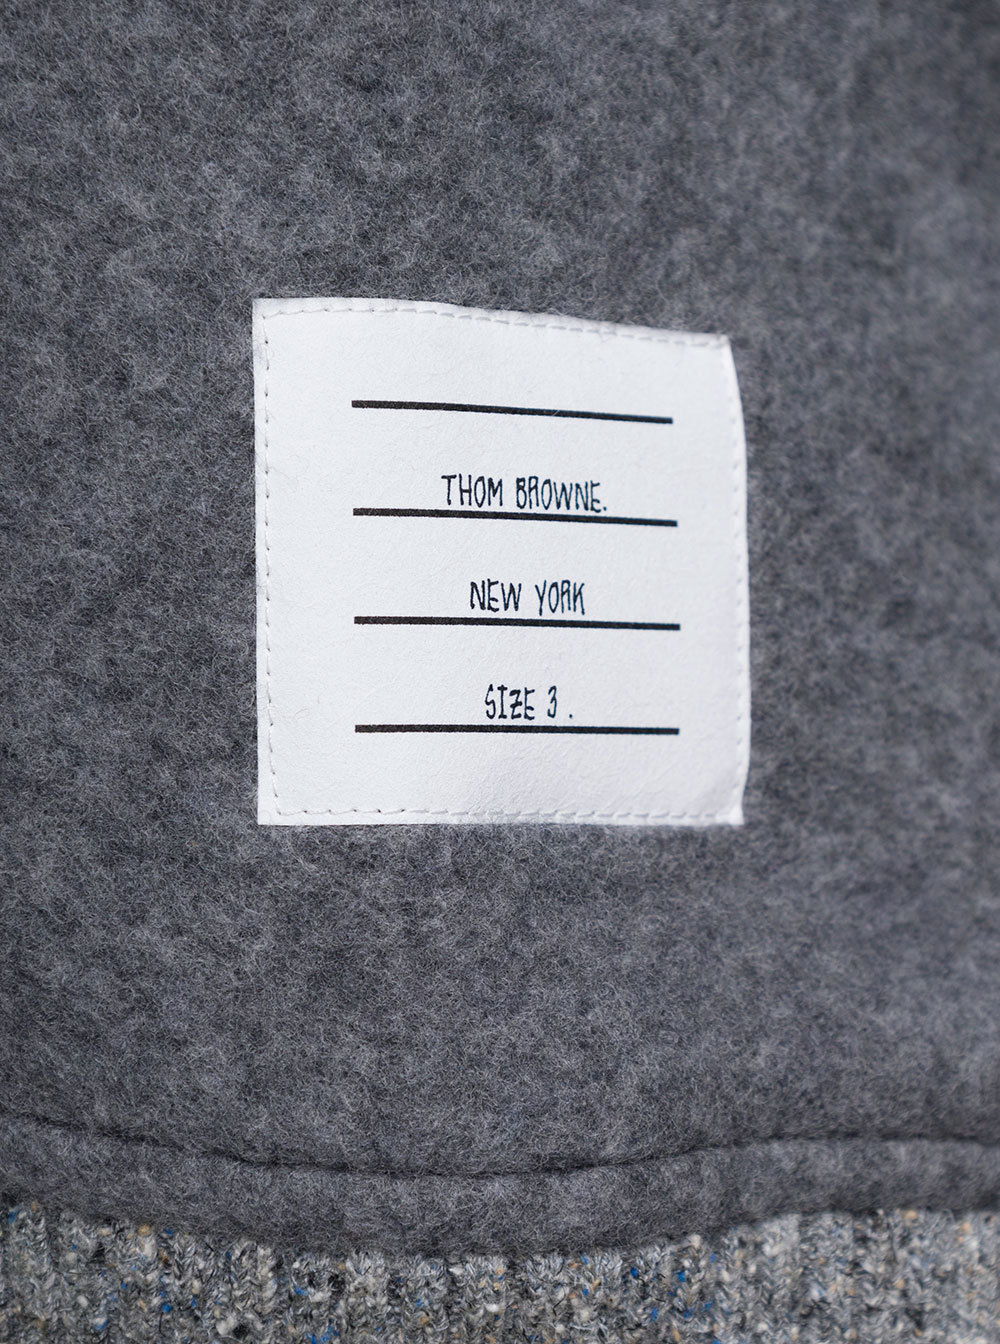 THOM BROWNE.
NEW YORK
SIZE 3 .